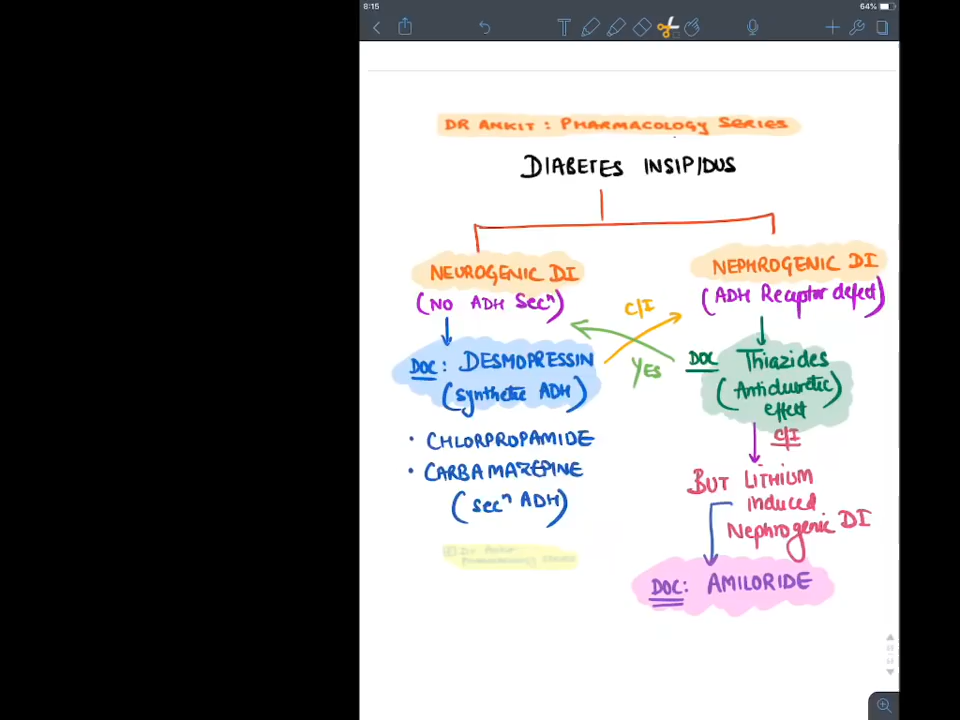 8:15
64%
DR ANKIT : PHARMACOLOGY SERIES
DIABETES INSIPIDUS
NEUROGENIC DI
(NO ADH Secⁿ)
DOC: DESMOPRESSIN
(synthetic ADH)
• CHLORPROPAMIDE
• CARBAMAZEPINE
(secⁿ ADH)
Dr Ankit
C/I
YES
NEPHROGENIC DI
(ADH Receptor defect)
DOC Thiazides
(Antidiuretic
effect)
C/I
BUT LITHIUM
induced
Nephrogenic DI
DOC: AMILORIDE